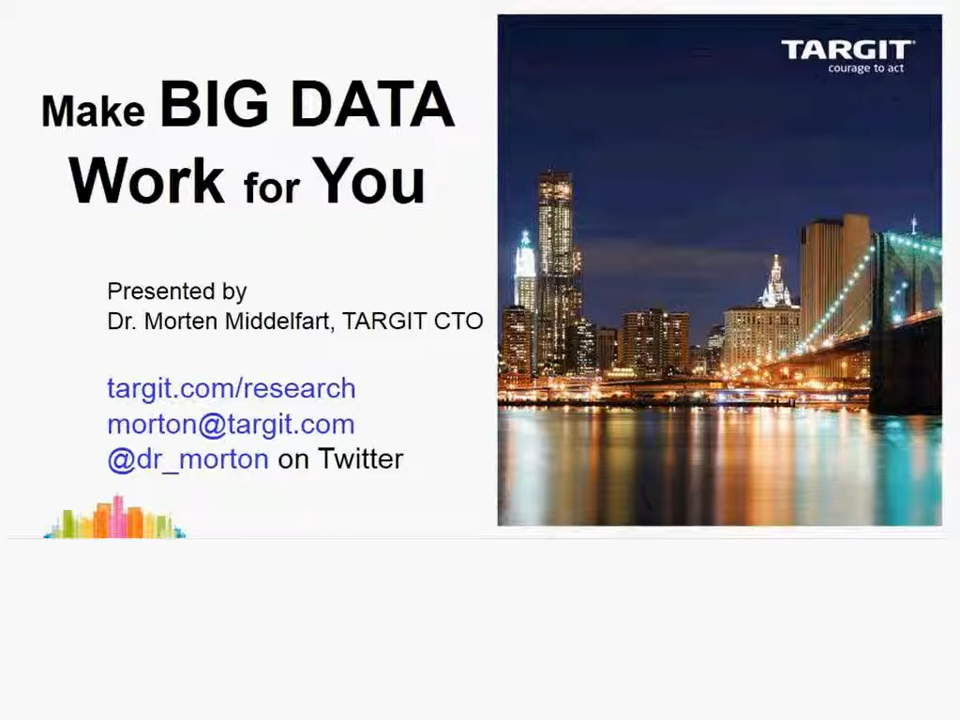 Make BIG DATA
Work for You
Presented by
Dr. Morten Middelfart, TARGIT CTO
targit.com/research
morton@targit.com
@dr_morton on Twitter
TARGIT®
courage to act